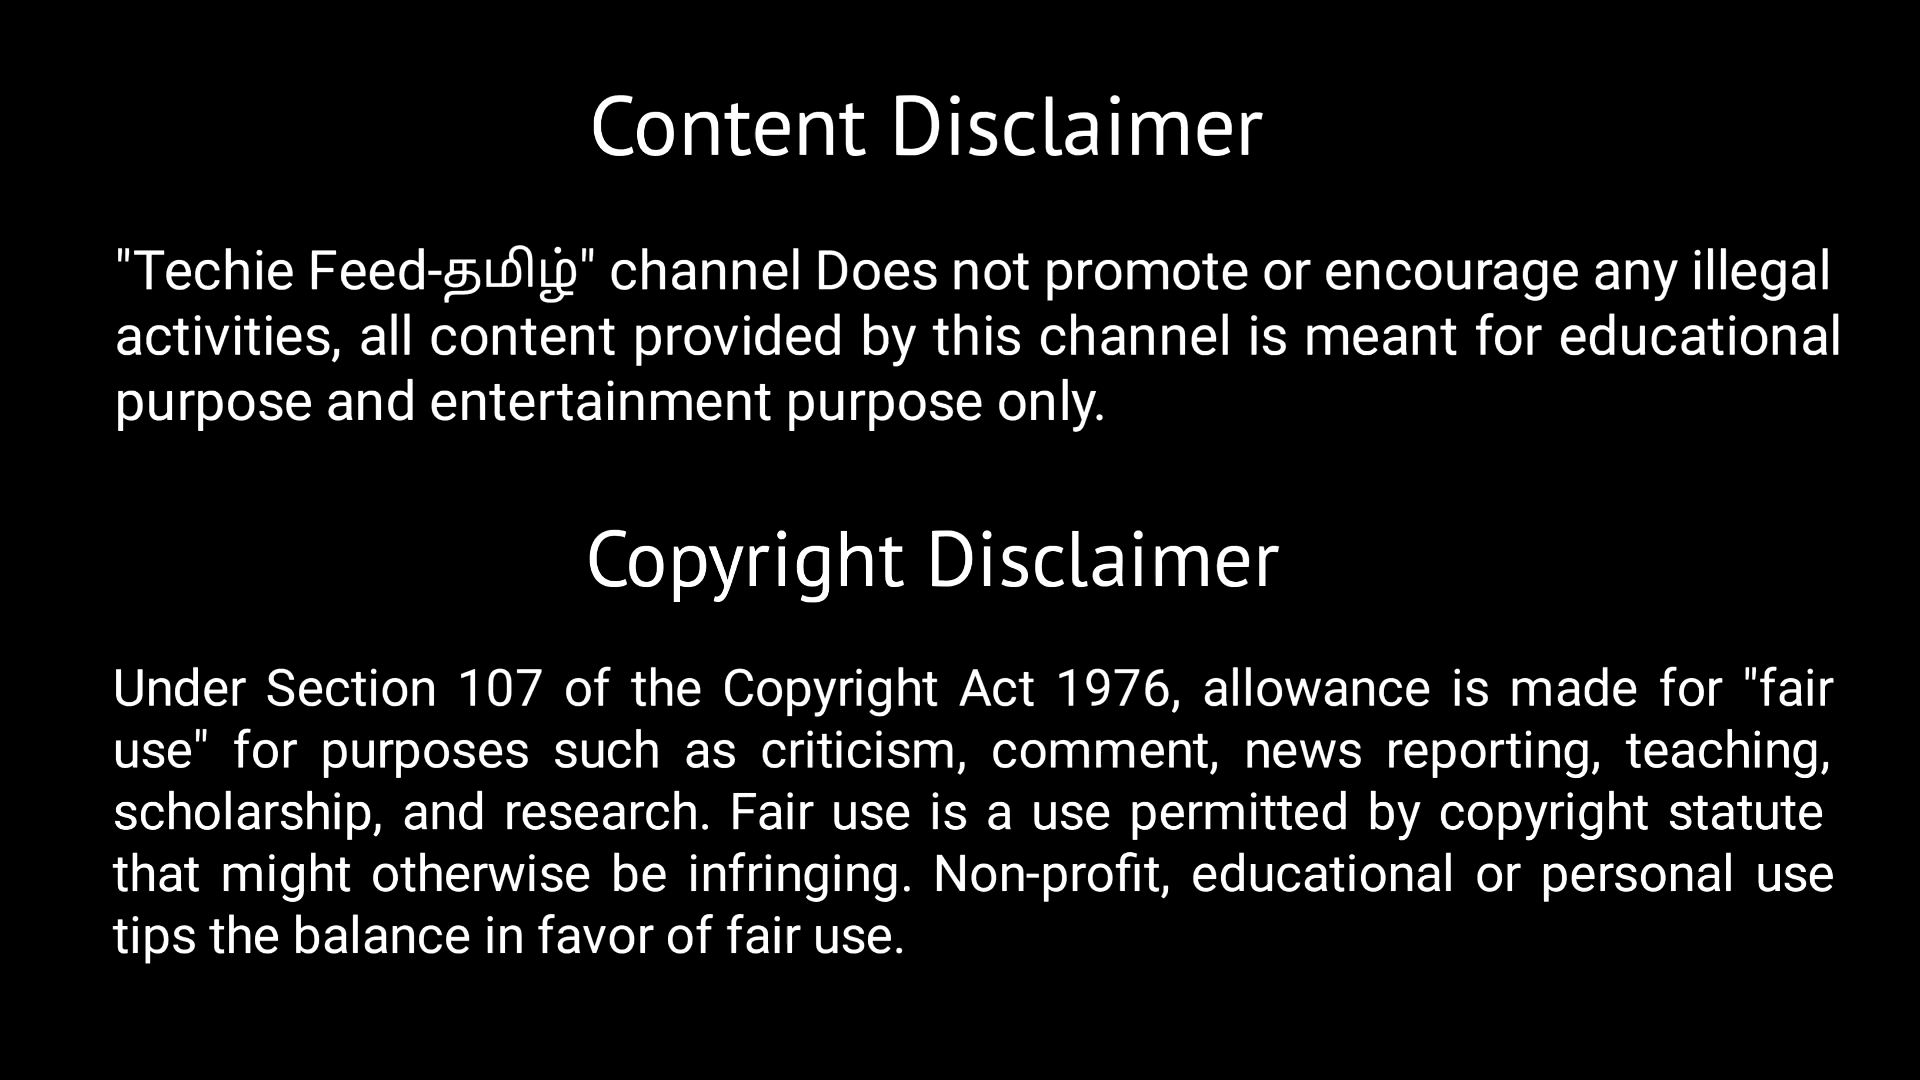 Content Disclaimer
"Techie Feed-தமிழ்" channel Does not promote or encourage any illegal
activities, all content provided by this channel is meant for educational
purpose and entertainment purpose only.
Copyright Disclaimer
Under Section 107 of the Copyright Act 1976, allowance is made for "fair
use" for purposes such as criticism, comment, news reporting, teaching,
scholarship, and research. Fair use is a use permitted by copyright statute
that might otherwise be infringing. Non-profit, educational or personal use
tips the balance in favor of fair use.